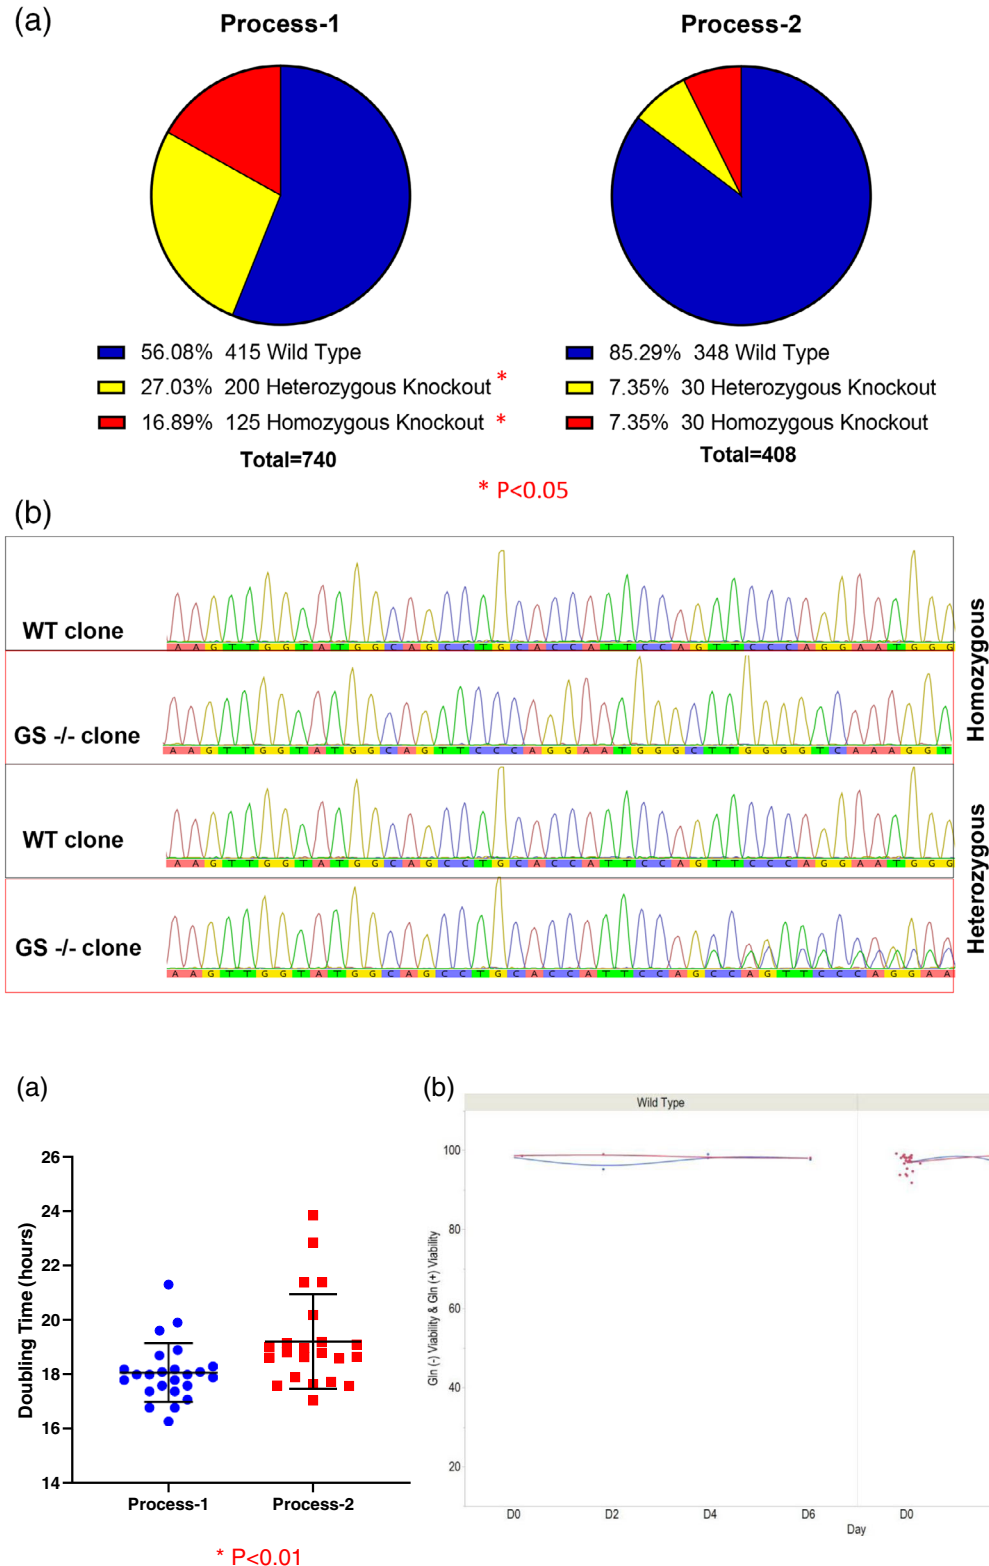 (a)
Process-1
Process-2
56.08% 415 Wild Type
27.03% 200 Heterozygous Knockout *
16.89% 125 Homozygous Knockout *
Total=740
85.29% 348 Wild Type
7.35% 30 Heterozygous Knockout
7.35% 30 Homozygous Knockout
Total=408
* P<0.05
(b)
WT clone
A A G T T G G T A T G G C A G C C T G C A C C A T T C C A G T T C C C A G G A A T G G G
GS -/- clone
A A G T T G G T A T G G C A G T T C C C A G G A A T G G G C T T G G G G T C A A A G G T
Homozygous
WT clone
A A G T T G G T A T G G C A G C C T G C A C C A T T C C A G T T C C C A G G A A T G G G
GS -/- clone
A A G T T G G T A T G G C A G C C T G C A C C A T T C C A G C C A G T T C C C A G G A A
Heterozygous
(a)
Doubling Time (hours)
26
24
22
20
18
16
14
Process-1
Process-2
* P<0.01
(b)
Wild Type
Gln (-) Viability & Gln (+) Viability
100
80
60
40
20
D0
D2
D4
D6
D0
Day